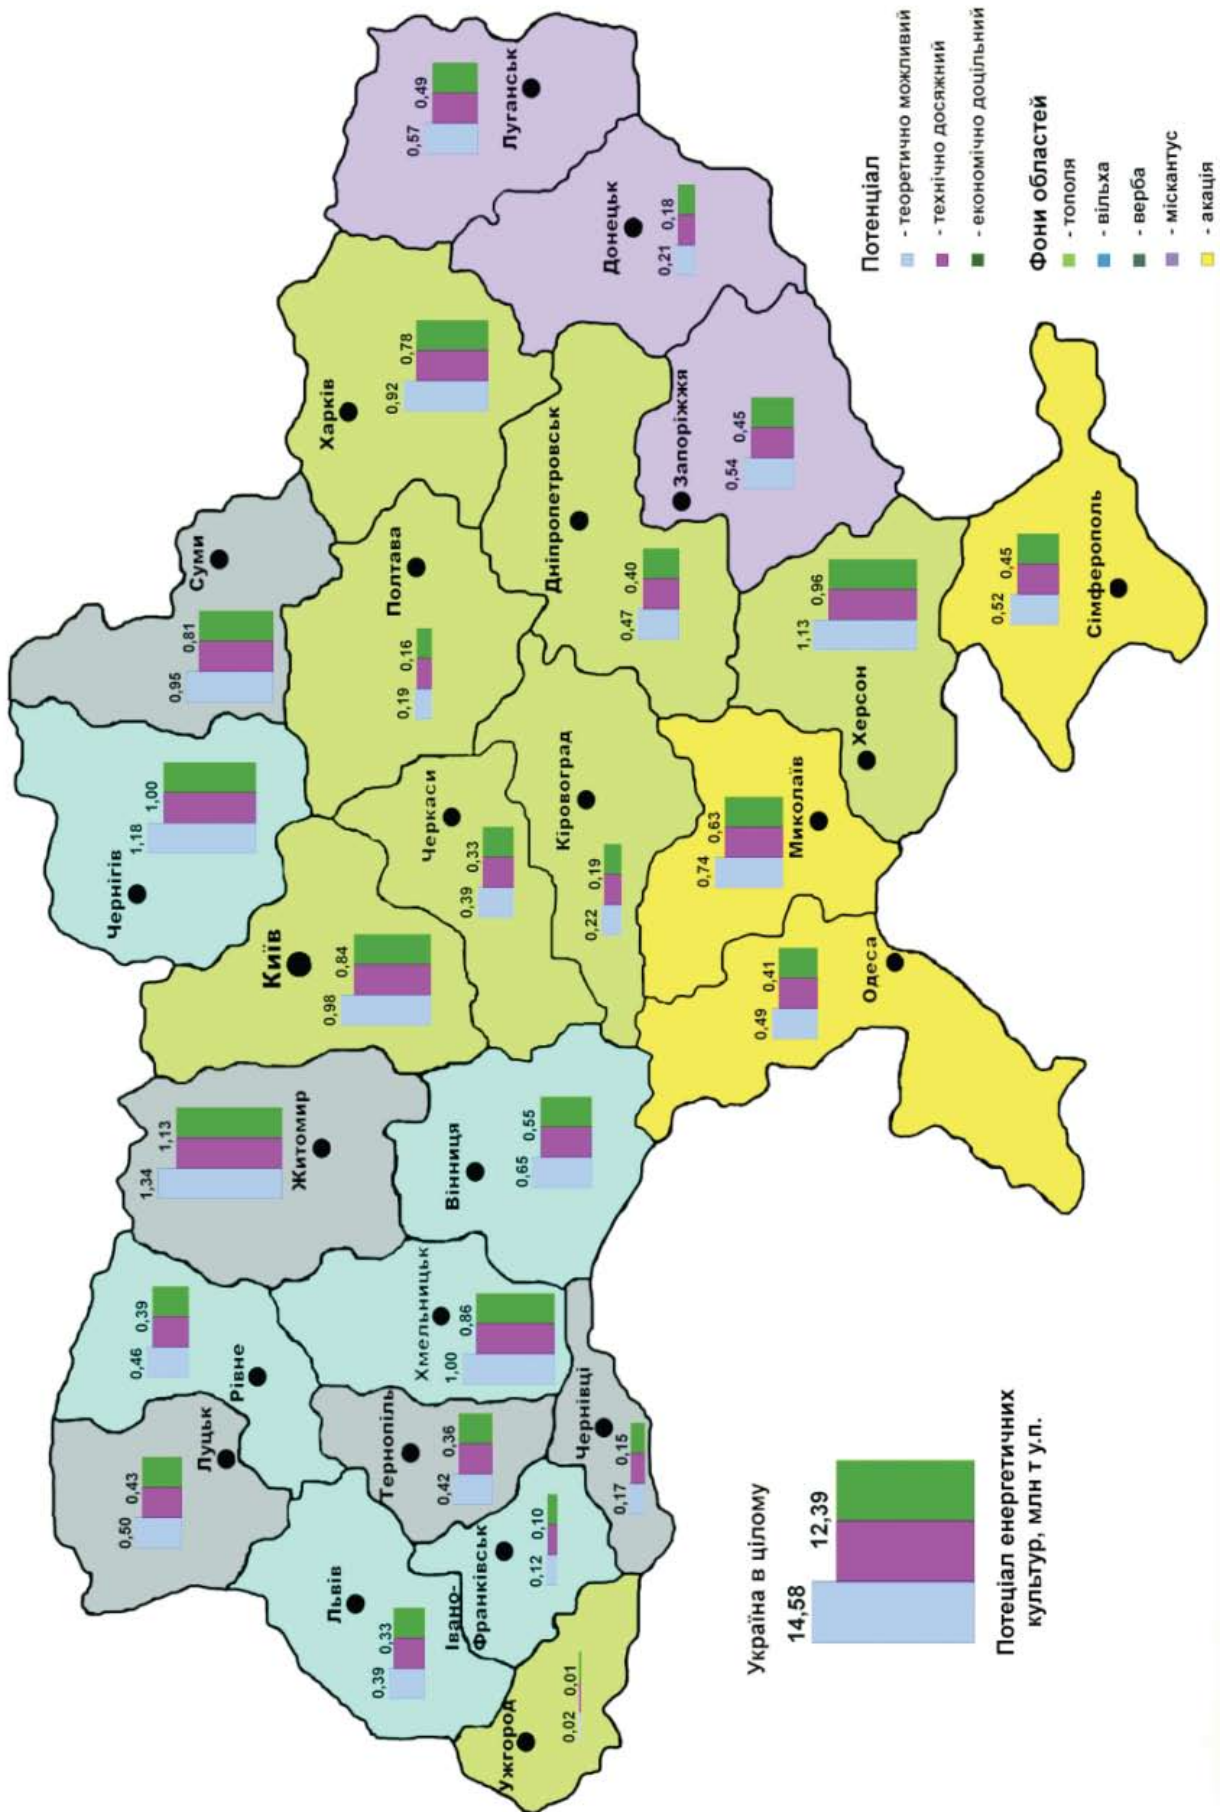 Чернігів
1,18 1,00
Суми
0,95 0,81
Луцьк
0,50 0,43
Рівне
0,46 0,39
Житомир
1,34 1,13
Київ
0,98 0,84
Харків
0,92 0,78
Луганськ
0,57 0,49
Львів
0,39 0,33
Тернопіль
0,42 0,36
Хмельницьк
1,00 0,86
Вінниця
0,65 0,55
Черкаси
0,39 0,33
Полтава
0,19 0,16
Івано-
Франківськ
0,12 0,10
Ужгород
0,02 0,01
Чернівці
0,17 0,15
Кіровоград
0,22 0,19
Дніпропетровськ
0,47 0,40
Донецьк
0,21 0,18
Запоріжжя
0,54 0,45
Одеса
0,49 0,41
Миколаїв
0,74 0,63
Херсон
1,13 0,96
Сімферополь
0,52 0,45
Україна в цілому
14,58 12,39
Потеціал енергетичних
культур, млн т у.п.
Потенціал
- теоретично можливий
- технічно досяжний
- економічно доцільний
Фони областей
- тополя
- вільха
- верба
- міскантус
- акація